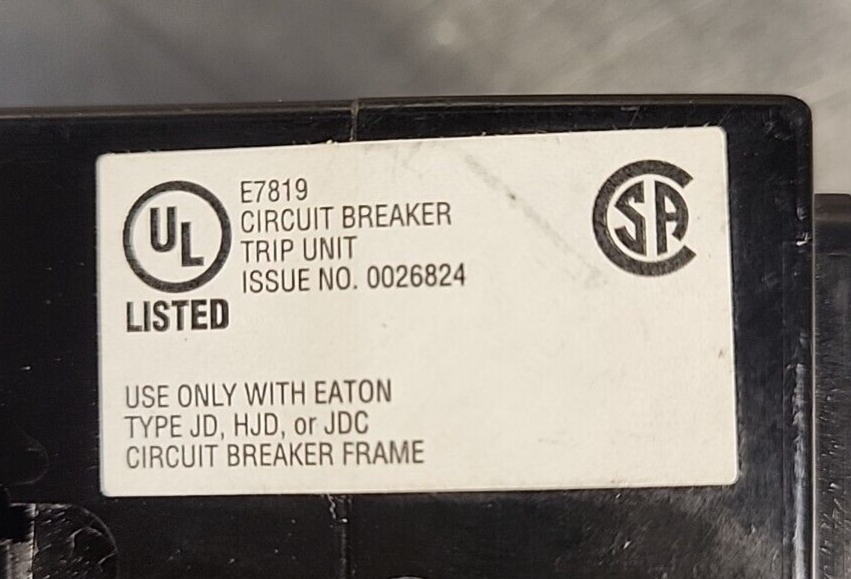 UL
LISTED
E7819
CIRCUIT BREAKER
TRIP UNIT
ISSUE NO. 0026824
SA
USE ONLY WITH EATON
TYPE JD, HJD, or JDC
CIRCUIT BREAKER FRAME